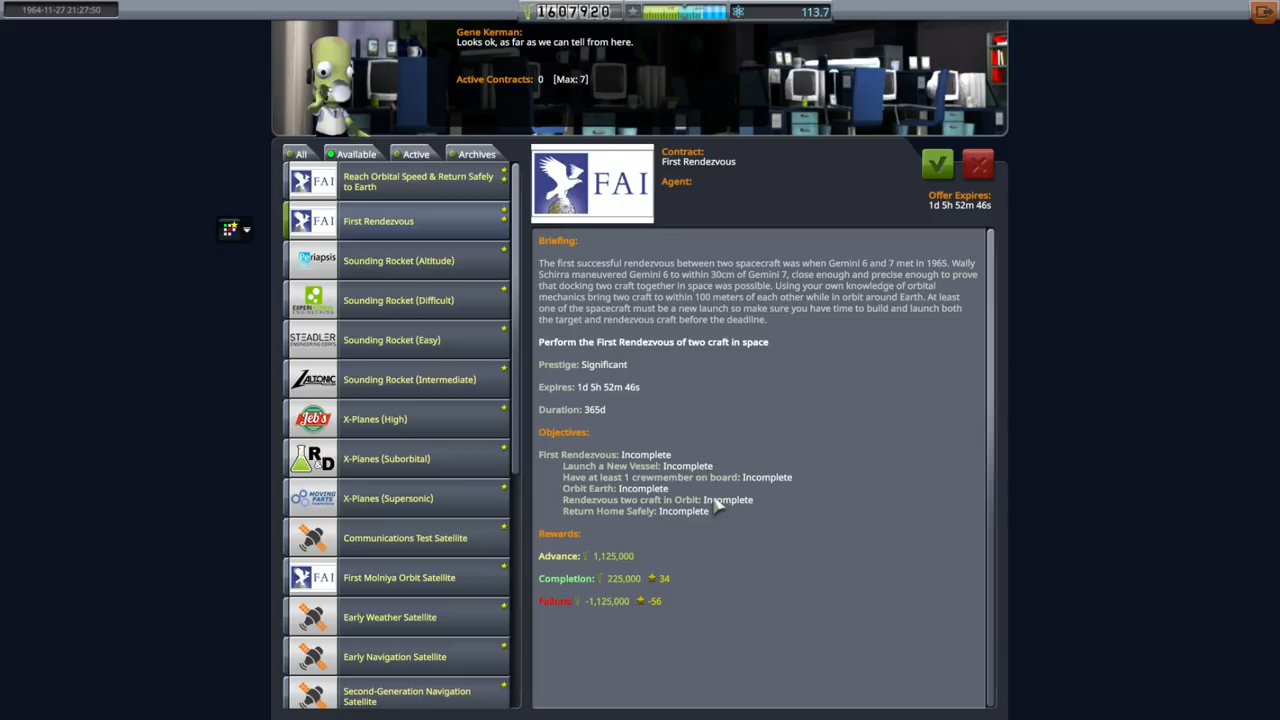 1964-11-27 21:27:50
1607920
113.7
Gene Kerman:
Looks ok, as far as we can tell from here.
Active Contracts: 0 [Max: 7]
All
Available
Active
Archives
FAI
Reach Orbital Speed & Return Safely
to Earth
FAI
First Rendezvous
Periapsis
Sounding Rocket (Altitude)
Sounding Rocket (Difficult)
STEADLER
ENGINEERING CORPS
Sounding Rocket (Easy)
ZALTONIC
Sounding Rocket (Intermediate)
Jeb's
X-Planes (High)
R&D
X-Planes (Suborbital)
MOVING
PARTS
X-Planes (Supersonic)
Communications Test Satellite
FAI
First Molniya Orbit Satellite
Early Weather Satellite
Early Navigation Satellite
Second-Generation Navigation
Satellite
FAI
Contract:
First Rendezvous
Agent:
Offer Expires:
1d 5h 52m 46s
Briefing:
The first successful rendezvous between two spacecraft was when Gemini 6 and 7 met in 1965. Wally
Schirra maneuvered Gemini 6 to within 30cm of Gemini 7, close enough and precise enough to prove
that docking two craft together in space was possible. Using your own knowledge of orbital
mechanics bring two craft to within 100 meters of each other while in orbit around Earth. At least
one of the spacecraft must be a new launch so make sure you have time to build and launch both
the target and rendezvous craft before the deadline.
Perform the First Rendezvous of two craft in space
Prestige: Significant
Expires: 1d 5h 52m 46s
Duration: 365d
Objectives:
First Rendezvous: Incomplete
Launch a New Vessel: Incomplete
Have at least 1 crewmember on board: Incomplete
Orbit Earth: Incomplete
Rendezvous two craft in Orbit: Incomplete
Return Home Safely: Incomplete
Rewards:
Advance: 1,125,000
Completion: 225,000 34
Failure: -1,125,000 -56